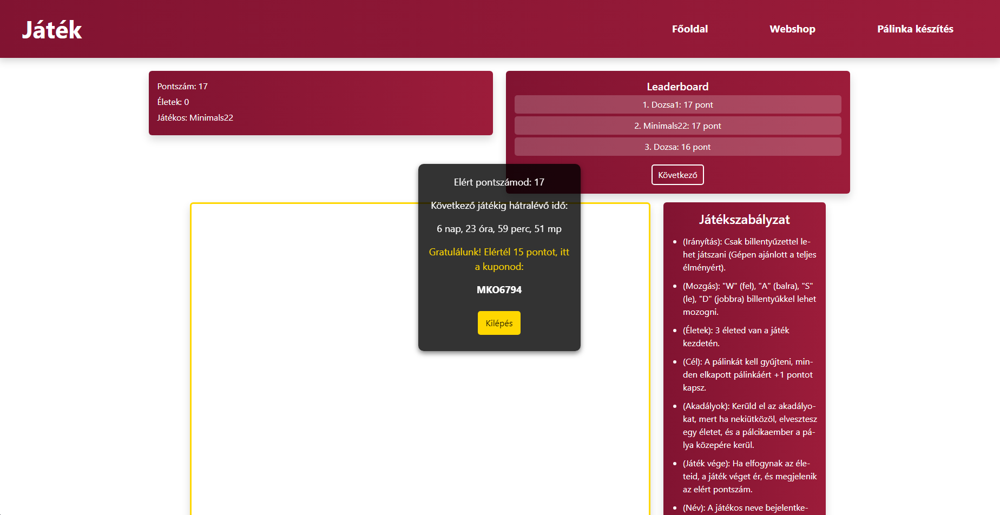 Játék
Főoldal
Webshop
Pálinka készítés
Pontszám: 17
Életek: 0
Játékos: Minimals22
Leaderboard
1. Dozsa1: 17 pont
2. Minimals22: 17 pont
3. Dozsa: 16 pont
Következő
Elért pontszámod: 17
Következő játékig hátralévő idő:
6 nap, 23 óra, 59 perc, 51 mp
Gratulálunk! Elértél 15 pontot, itt
a kuponod:
MKO6794
Kilépés
Játékszabályzat
(Irányítás): Csak billentyűzettel le-
het játszani (Gépen ajánlott a teljes
élményért).
(Mozgás): "W" (fel), "A" (balra), "S"
(le), "D" (jobbra) billentyűkkel lehet
mozogni.
(Életek): 3 életed van a játék
kezdetén.
(Cél): A pálinkát kell gyűjteni, min-
den elkapott pálinkáért +1 pontot
kapsz.
(Akadályok): Kerüld el az akadályo-
kat, mert ha nekiütközöl, elvesztesz
egy életet, és a pálcikaember a pá-
lya közepére kerül.
(Játék vége): Ha elfogynak az éle-
teid, a játék véget ér, és megjelenik
az elért pontszám.
(Név): A játékos neve bejelentke-